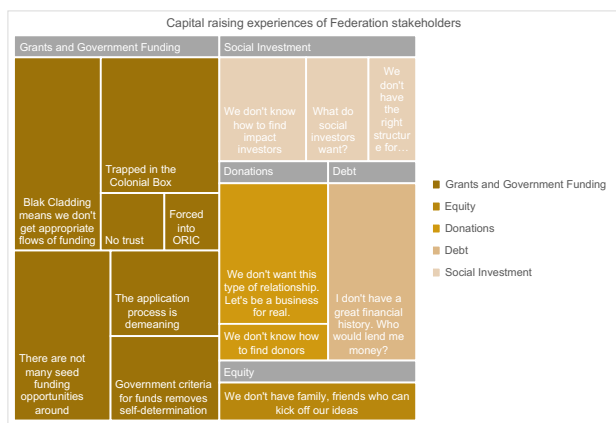 Capital raising experiences of Federation stakeholders
Grants and Government Funding
Blak Cladding
means we don't
get appropriate
flows of funding
Trapped in the
Colonial Box
No trust
Forced
into
ORIC
There are not
many seed
funding
opportunities
around
The application
process is
demeaning
Government criteria
for funds removes
self-determination
Social Investment
We don't know
how to find
impact
investors
What do
social
investors
want?
We
don't
have
the
right
structur
e for...
Donations
We don't want this
type of relationship.
Let's be a business
for real.
We don't know how
to find donors
Debt
I don't have a
great financial
history. Who
would lend me
money?
Equity
We don't have family, friends who can
kick off our ideas
Grants and Government Funding
Equity
Donations
Debt
Social Investment